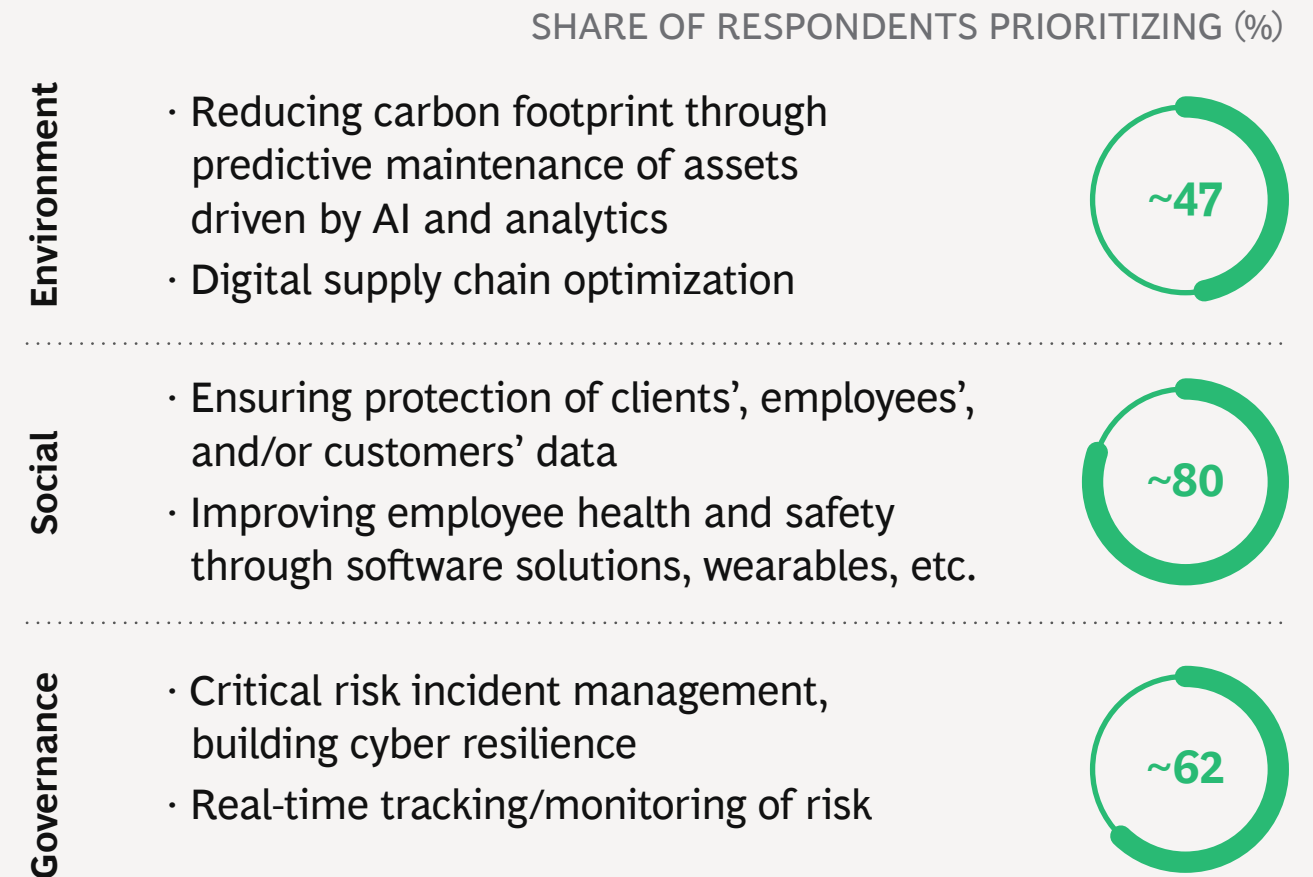 SHARE OF RESPONDENTS PRIORITIZING (%)
Environment
· Reducing carbon footprint through
predictive maintenance of assets
driven by AI and analytics
· Digital supply chain optimization
~47
Social
· Ensuring protection of clients’, employees’,
and/or customers’ data
· Improving employee health and safety
through software solutions, wearables, etc.
~80
Governance
· Critical risk incident management,
building cyber resilience
· Real-time tracking/monitoring of risk
~62